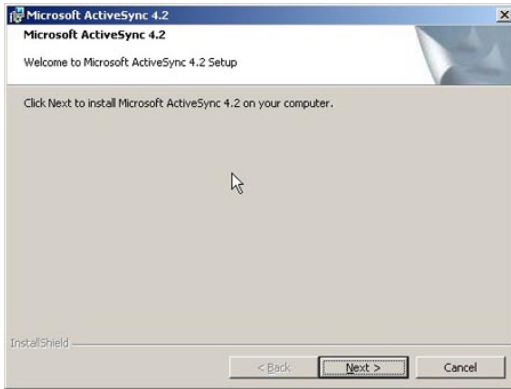 Microsoft ActiveSync 4.2
Microsoft ActiveSync 4.2
Welcome to Microsoft ActiveSync 4.2 Setup
Click Next to install Microsoft ActiveSync 4.2 on your computer.
InstallShield
< Back Next > Cancel